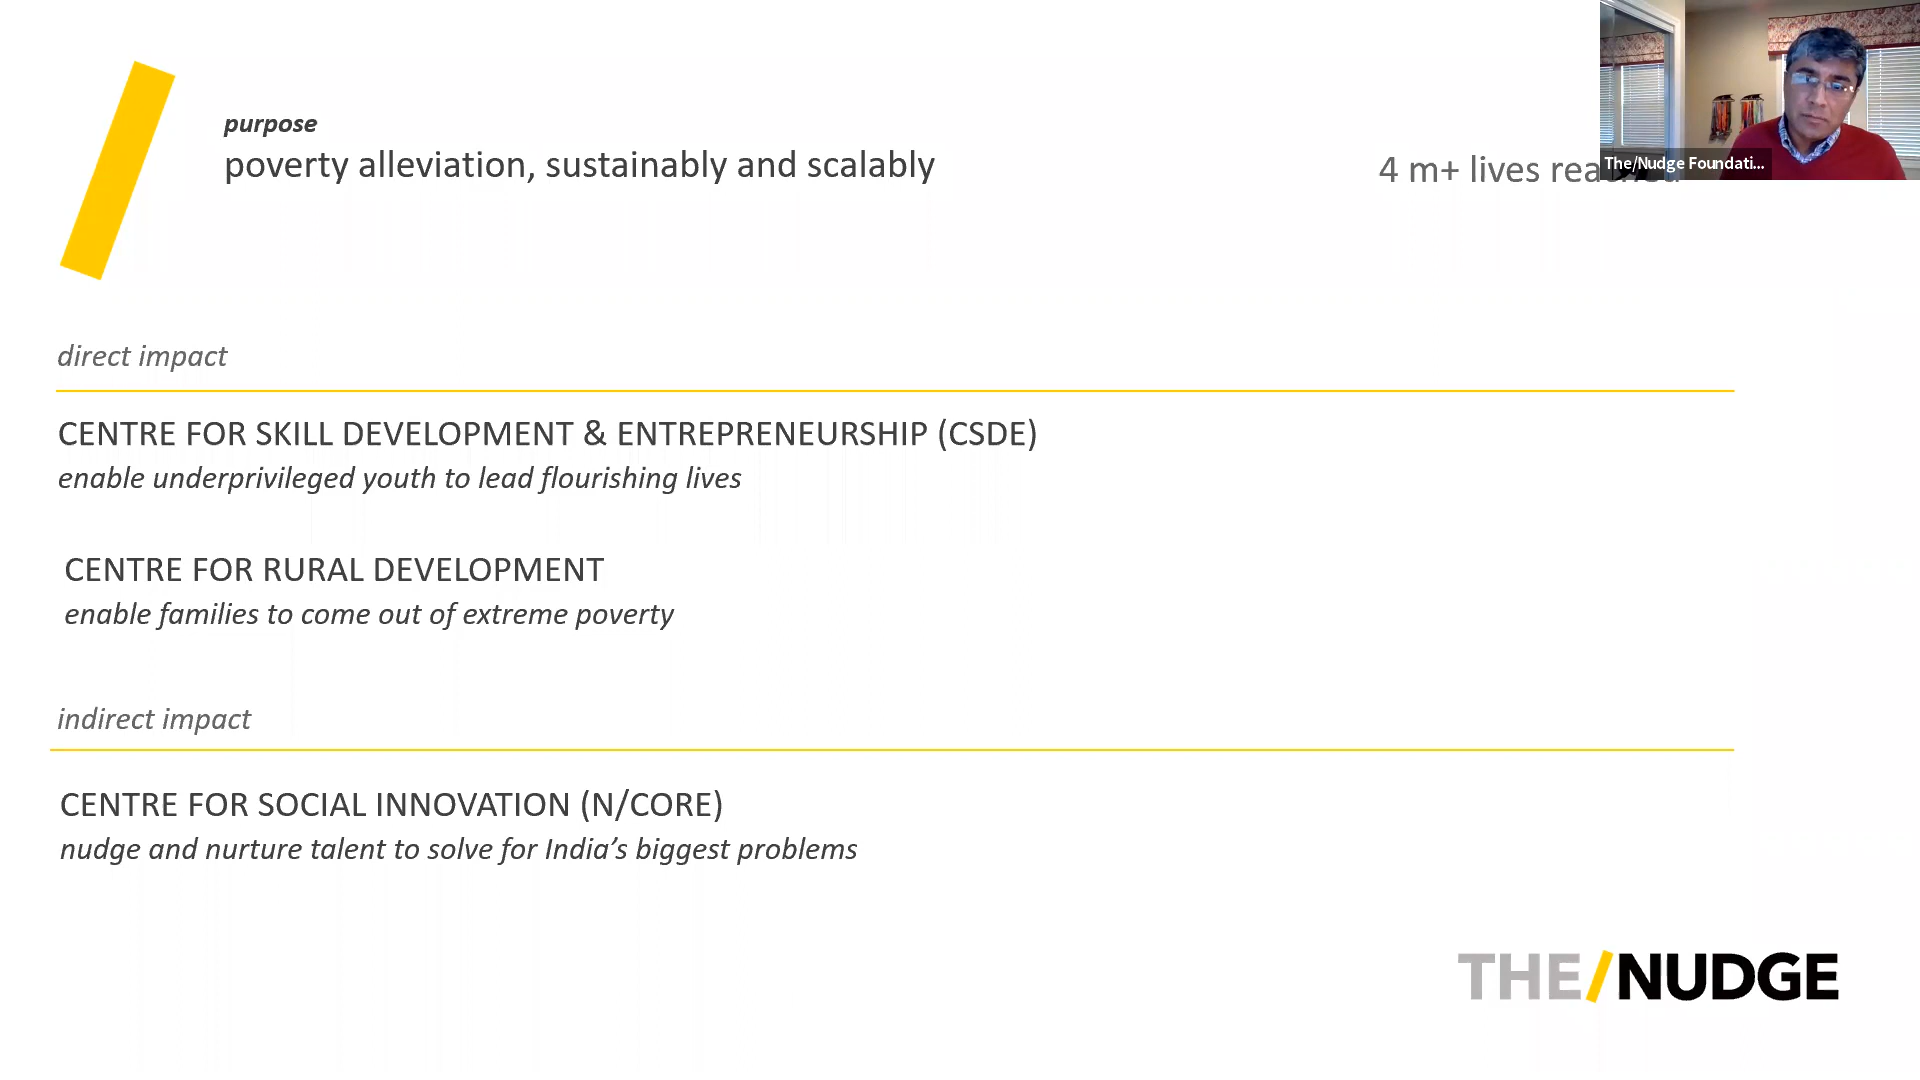 purpose
poverty alleviation, sustainably and scalably
4 m+ lives
The/Nudge Foundati...
direct impact
CENTRE FOR SKILL DEVELOPMENT & ENTREPRENEURSHIP (CSDE)
enable underprivileged youth to lead flourishing lives
CENTRE FOR RURAL DEVELOPMENT
enable families to come out of extreme poverty
indirect impact
CENTRE FOR SOCIAL INNOVATION (N/CORE)
nudge and nurture talent to solve for India’s biggest problems
THE/NUDGE